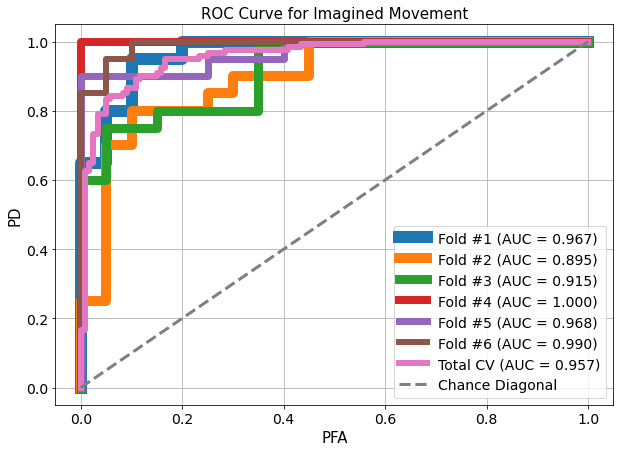 ROC Curve for Imagined Movement
PD
1.0
0.8
0.6
0.4
0.2
0.0
Fold #1 (AUC = 0.967)
Fold #2 (AUC = 0.895)
Fold #3 (AUC = 0.915)
Fold #4 (AUC = 1.000)
Fold #5 (AUC = 0.968)
Fold #6 (AUC = 0.990)
Total CV (AUC = 0.957)
Chance Diagonal
0.0 0.2 0.4 0.6 0.8 1.0
PFA